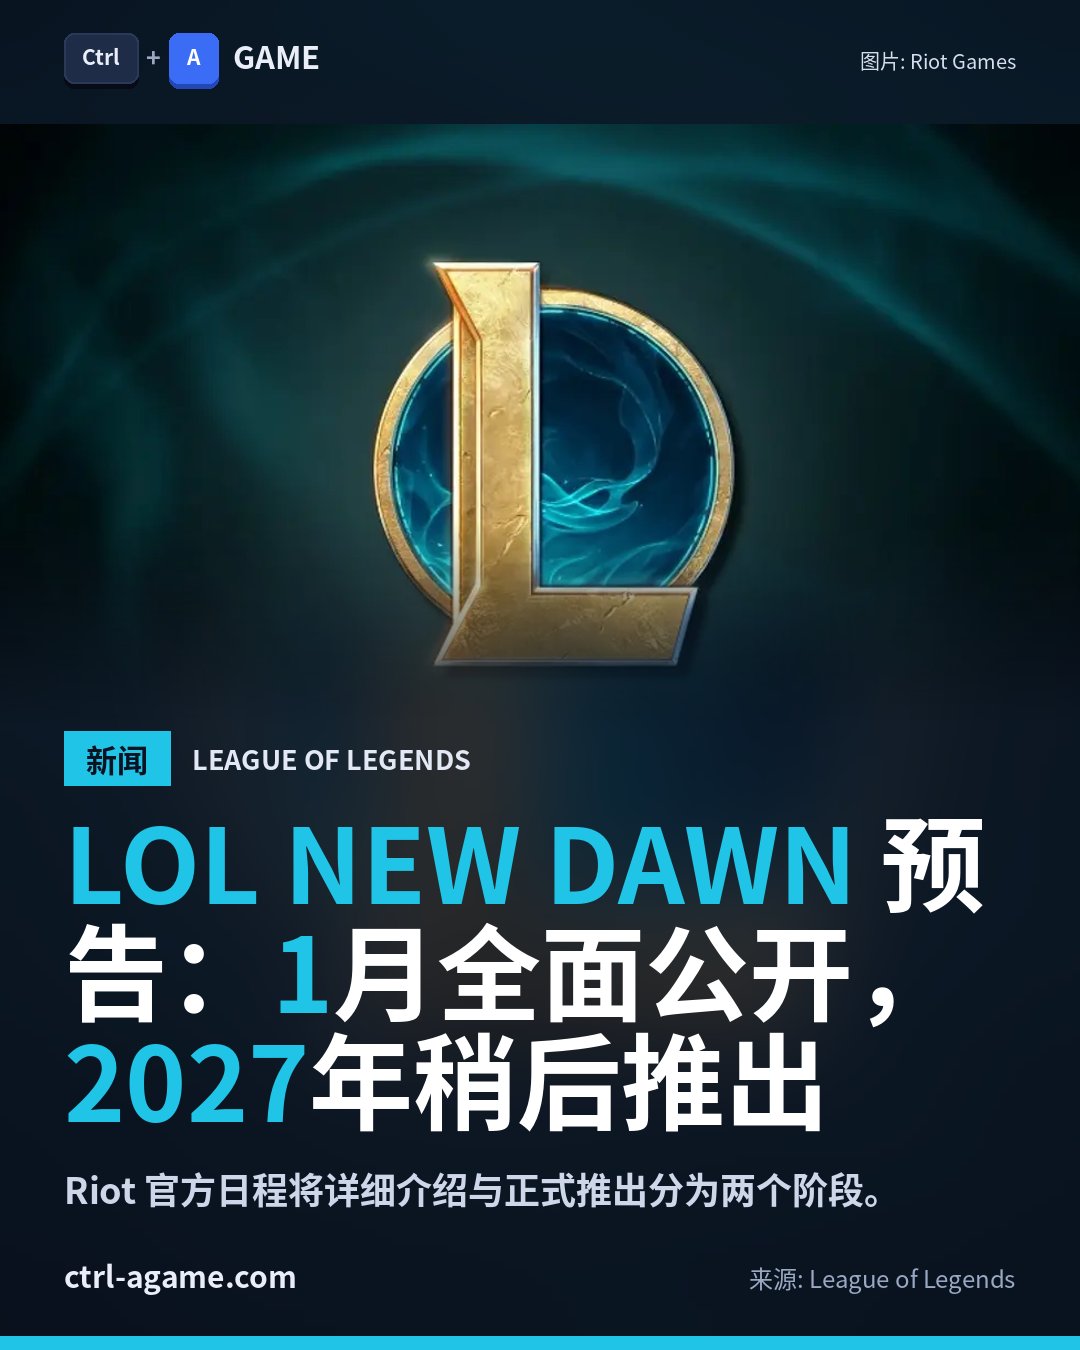 Ctrl + A GAME
图片: Riot Games
新闻 LEAGUE OF LEGENDS
LOL NEW DAWN 预
告：1月全面公开，
2027年稍后推出
Riot 官方日程将详细介绍与正式推出分为两个阶段。
ctrl-agame.com
来源: League of Legends